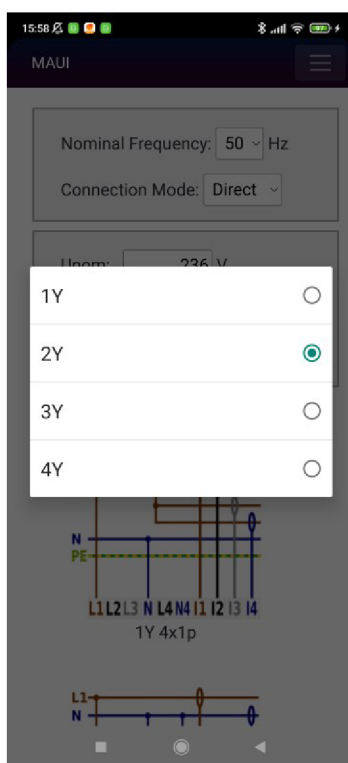 15:58
97
MAUI
Nominal Frequency: 50 Hz
Connection Mode: Direct
Unom: 236 V
1Y
2Y
3Y
4Y
N
PE
L1 L2 L3 N L4 N4 I1 I2 I3 I4
1Y 4x1p
L1
N